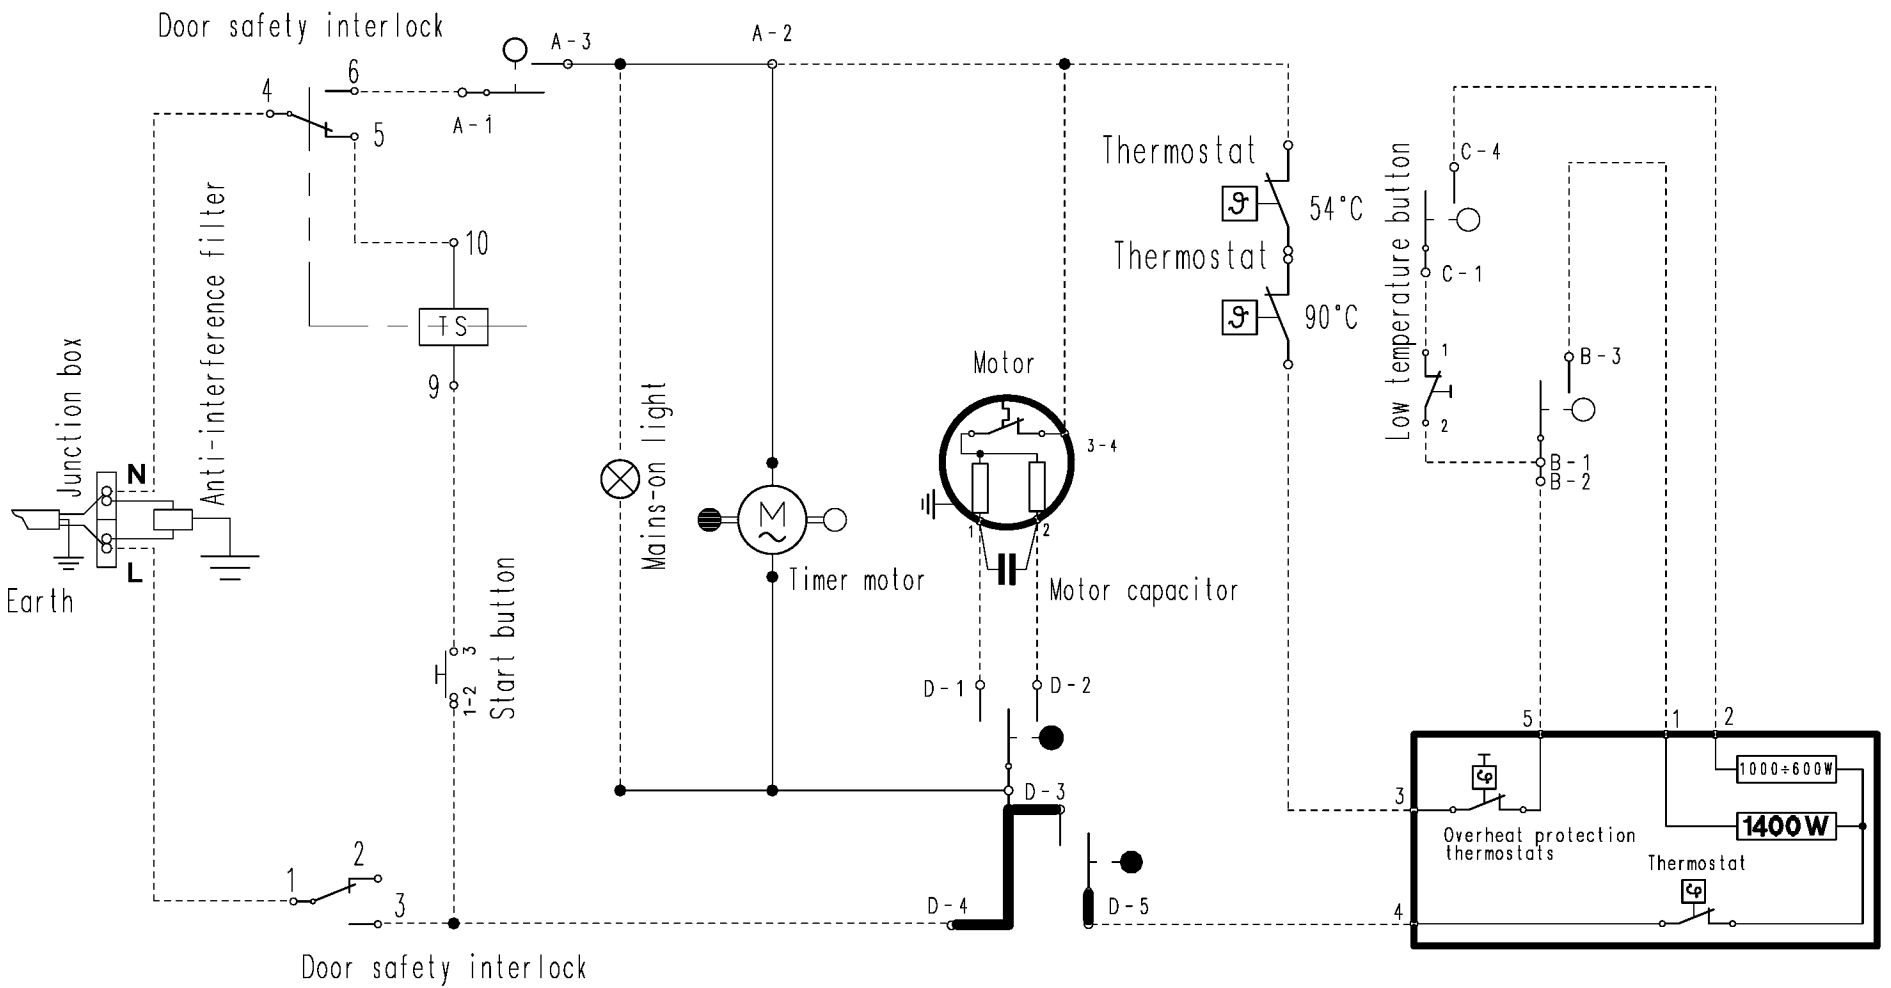 Door safety interlock
A-3
A-2
6
4
5
A-1
10
TS
9
Junction box
Anti-interference filter
N
L
Earth
Mains-on light
M
Timer motor
Motor
3-4
1
2
Motor capacitor
Start button
3
1-2
D-1
D-2
D-3
D-4
D-5
1
2
3
Door safety interlock
Thermostat
ϑ
54°C
Thermostat
ϑ
90°C
Low temperature button
C-4
C-1
1
2
B-3
B-1
B-2
5
1
2
3
4
1000÷600W
1400W
φ
Overheat protection
thermostats
Thermostat
φ